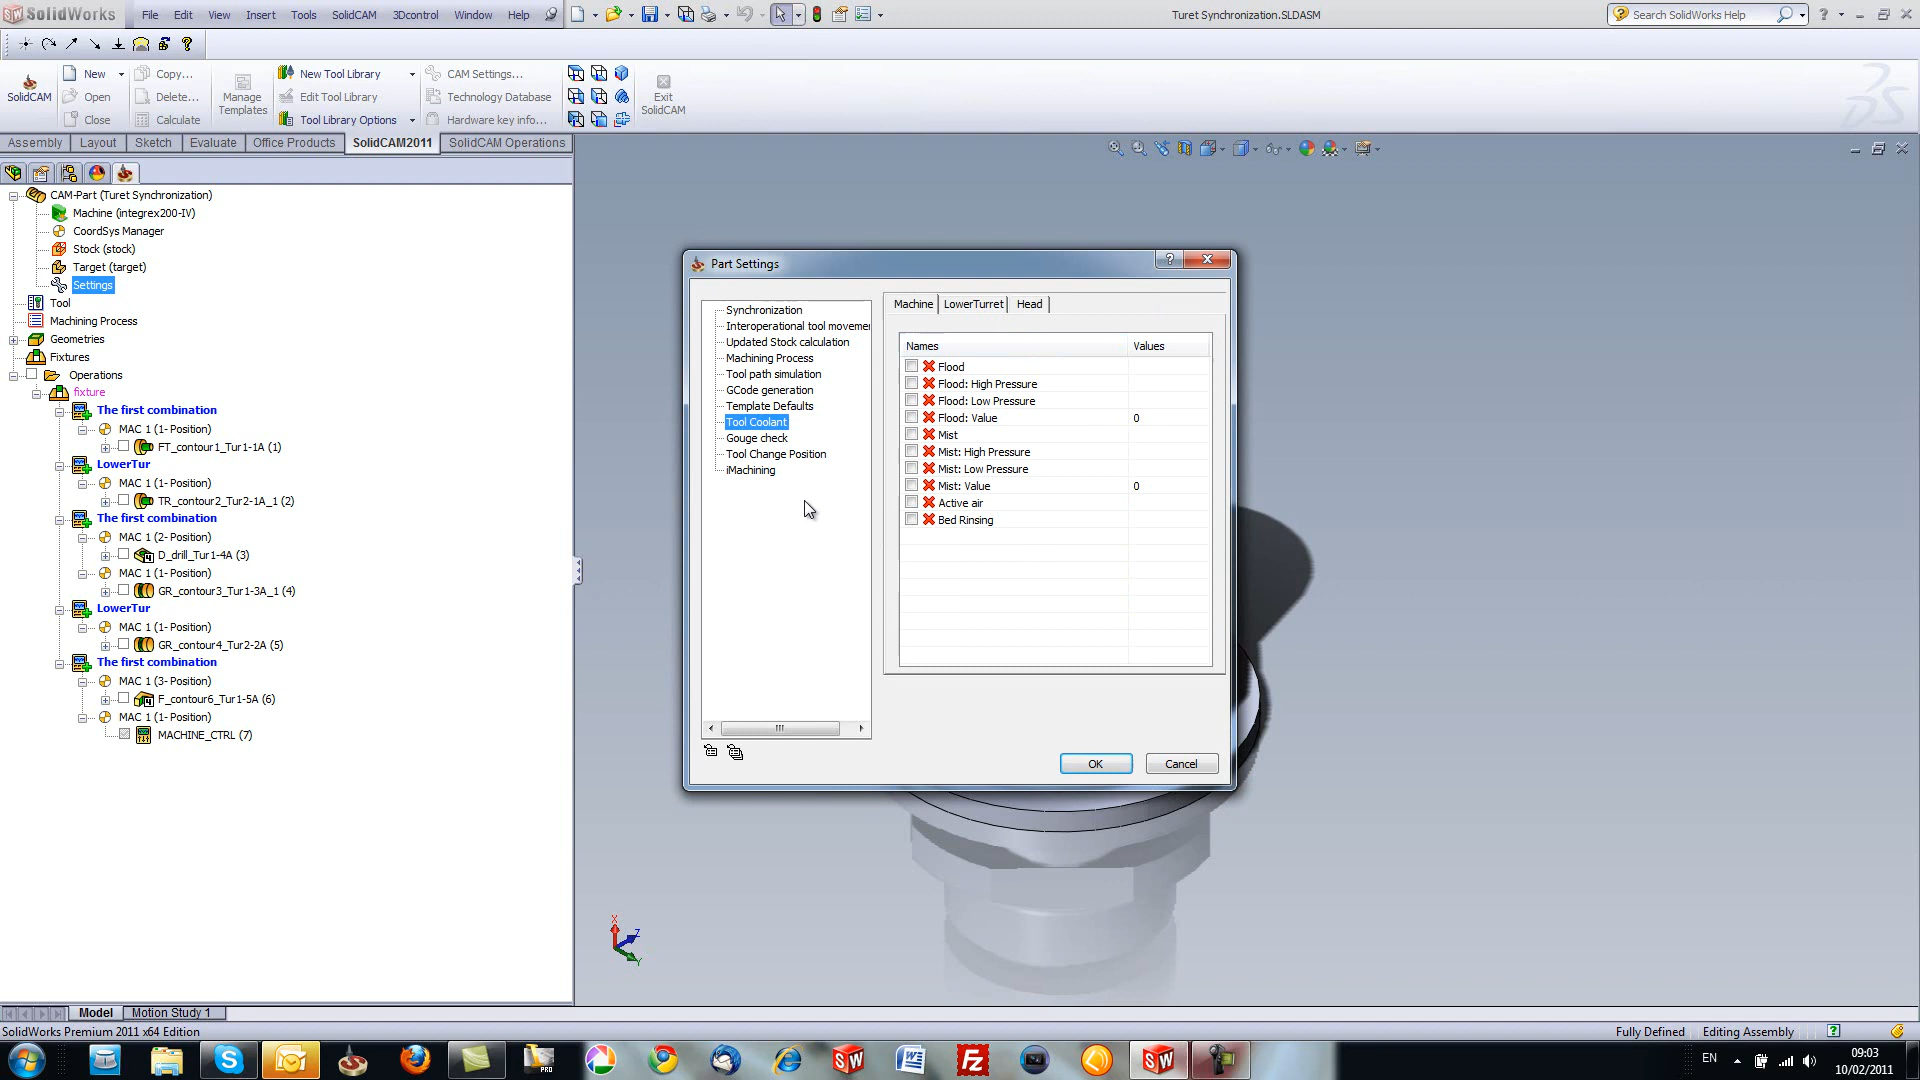 SolidWorks File Edit View Insert Tools SolidCAM 3Dcontrol Window Help Turet Synchronization.SLDASM Search SolidWorks Help
SolidCAM
New
Open
Close
Copy...
Delete...
Calculate
Manage
Templates
New Tool Library
Edit Tool Library
Tool Library Options
CAM Settings...
Technology Database
Hardware key info...
Exit
SolidCAM
Assembly Layout Sketch Evaluate Office Products SolidCAM2011 SolidCAM Operations
CAM-Part (Turet Synchronization)
Machine (integrex200-IV)
CoordSys Manager
Stock (stock)
Target (target)
Settings
Tool
Machining Process
Geometries
Fixtures
Operations
fixture
The first combination
MAC 1 (1- Position)
FT_contour1_Tur1-1A (1)
LowerTur
MAC 1 (1- Position)
TR_contour2_Tur2-1A_1 (2)
The first combination
MAC 1 (2- Position)
D_drill_Tur1-4A (3)
MAC 1 (1- Position)
GR_contour3_Tur1-3A_1 (4)
LowerTur
MAC 1 (1- Position)
GR_contour4_Tur2-2A (5)
The first combination
MAC 1 (3- Position)
F_contour6_Tur1-5A (6)
MAC 1 (1- Position)
MACHINE_CTRL (7)
Part Settings
Synchronization
Interoperational tool movemen
Updated Stock calculation
Machining Process
Tool path simulation
GCode generation
Template Defaults
Tool Coolant
Gouge check
Tool Change Position
iMachining
Machine LowerTurret Head
Names Values
Flood
Flood: High Pressure
Flood: Low Pressure
Flood: Value 0
Mist
Mist: High Pressure
Mist: Low Pressure
Mist: Value 0
Active air
Bed Rinsing
OK Cancel
X
Z
Y
Model Motion Study 1
SolidWorks Premium 2011 x64 Edition Fully Defined Editing Assembly
EN 09:03
10/02/2011